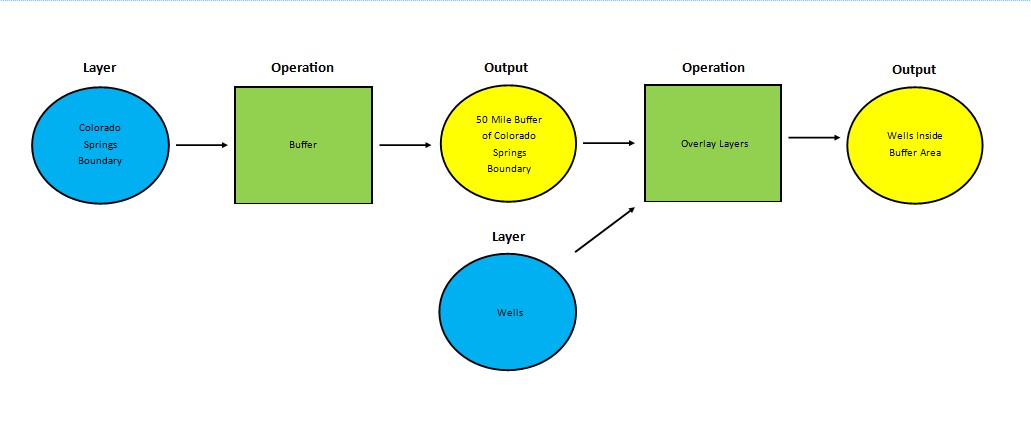 Layer
Operation
Output
Operation
Output
Colorado
Springs
Boundary
Buffer
50 Mile Buffer
of Colorado
Springs
Boundary
Overlay Layers
Wells Inside
Buffer Area
Layer
Wells